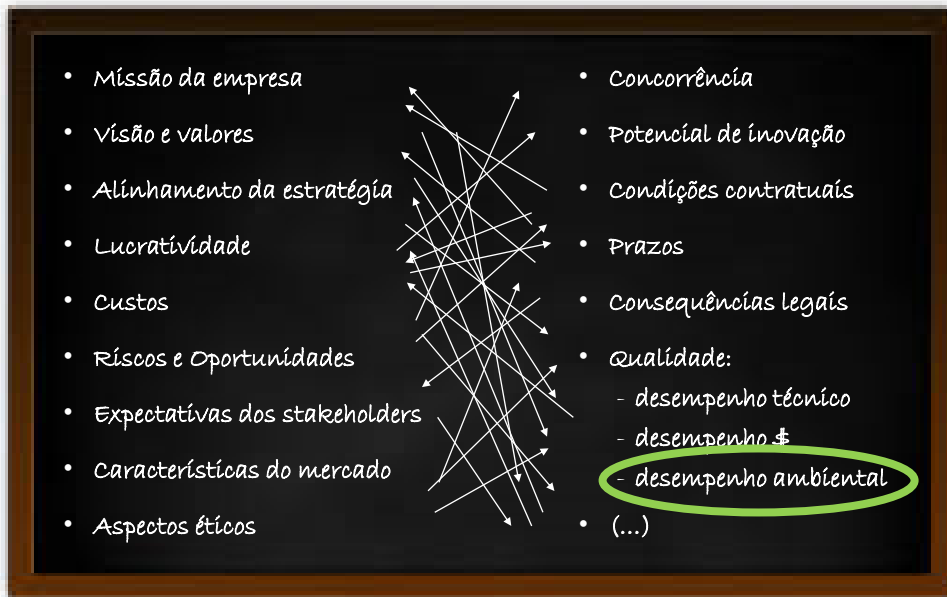 • Missão da empresa
• Visão e valores
• Alinhamento da estratégia
• Lucratividade
• Custos
• Riscos e Oportunidades
• Expectativas dos stakeholders
• Características do mercado
• Aspectos éticos
• Concorrência
• Potencial de inovação
• Condições contratuais
• Prazos
• Consequências legais
• Qualidade:
- desempenho técnico
- desempenho $
- desempenho ambiental
• (...)